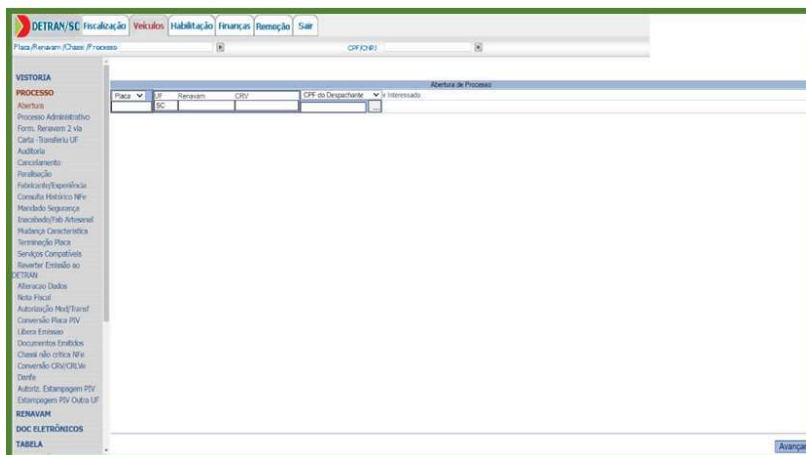 DETRAN/SC Fiscalização Veículos Habilitação Finanças Remoção Sair
Placa /Renavam /Chassi /Processo CPF/CNPJ
VISTORIA
PROCESSO
Abertura
Processo Administrativo
Form. Renavam 2 via
Carta -Transferiu UF
Auditoria
Cancelamento
Paralisação
Fabricante/Experiência
Consulta Histórico NFe
Mandado Segurança
Inacabado/Fab Artesanal
Mudança Característica
Terminação Placa
Serviços Compatíveis
Reverter Emissão no
DETRAN
Alteracao Dados
Nota Fiscal
Autorização Mod/Transf
Conversão Placa PIV
Libera Emissao
Documentos Emitidos
Chassi não critica NFe
Conversão CRV/CRLVe
Danfe
Autoriz. Estampagem PIV
Estampagem PIV Outra UF
RENAVAM
DOC ELETRÔNICOS
TABELA
Abertura de Processo
Placa UF Renavam CRV CPF do Despachante e Interessado
SC ...
Avançar